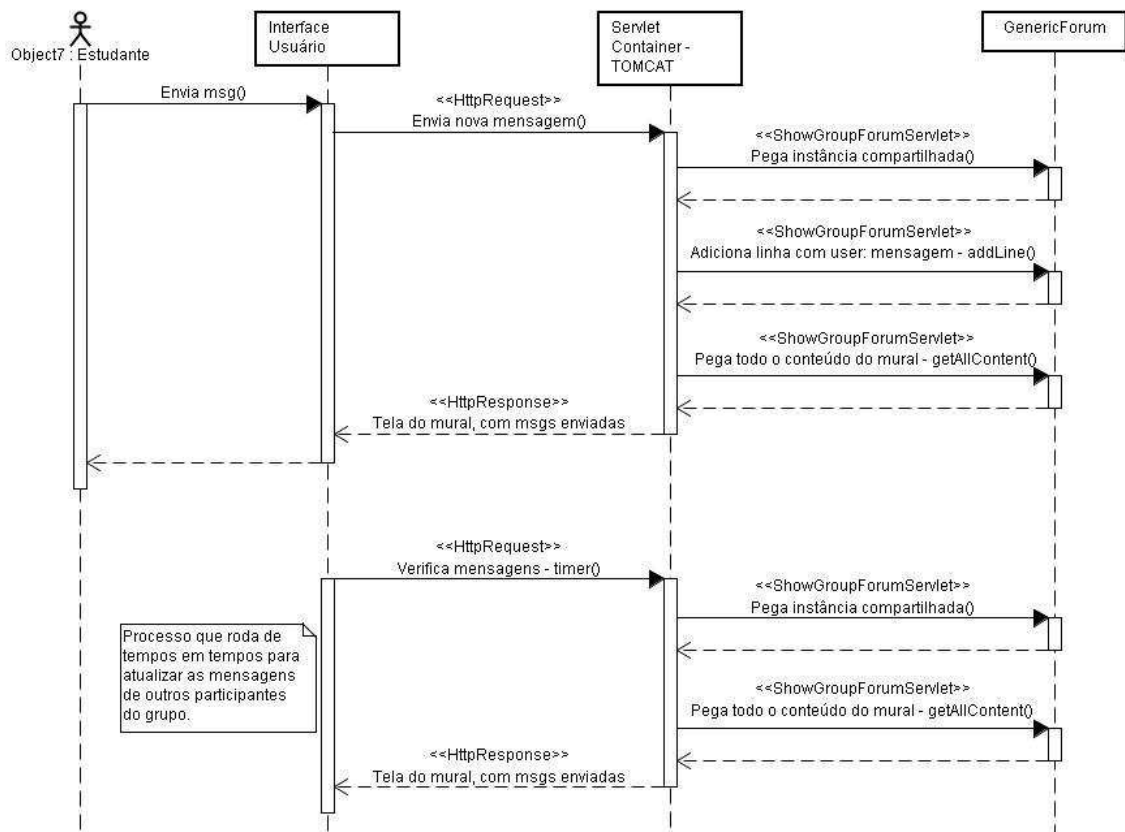 Object7 : Estudante
Interface
Usuário
Servlet
Container -
TOMCAT
GenericForum
Envia msg()
<<HttpRequest>>
Envia nova mensagem()
<<ShowGroupForumServlet>>
Pega instância compartilhada()
<<ShowGroupForumServlet>>
Adiciona linha com user: mensagem - addLine()
<<ShowGroupForumServlet>>
Pega todo o conteúdo do mural - getAllContent()
<<HttpResponse>>
Tela do mural, com msgs enviadas
<<HttpRequest>>
Verifica mensagens - timer()
<<ShowGroupForumServlet>>
Pega instância compartilhada()
Processo que roda de
tempos em tempos para
atualizar as mensagens
de outros participantes
do grupo.
<<ShowGroupForumServlet>>
Pega todo o conteúdo do mural - getAllContent()
<<HttpResponse>>
Tela do mural, com msgs enviadas